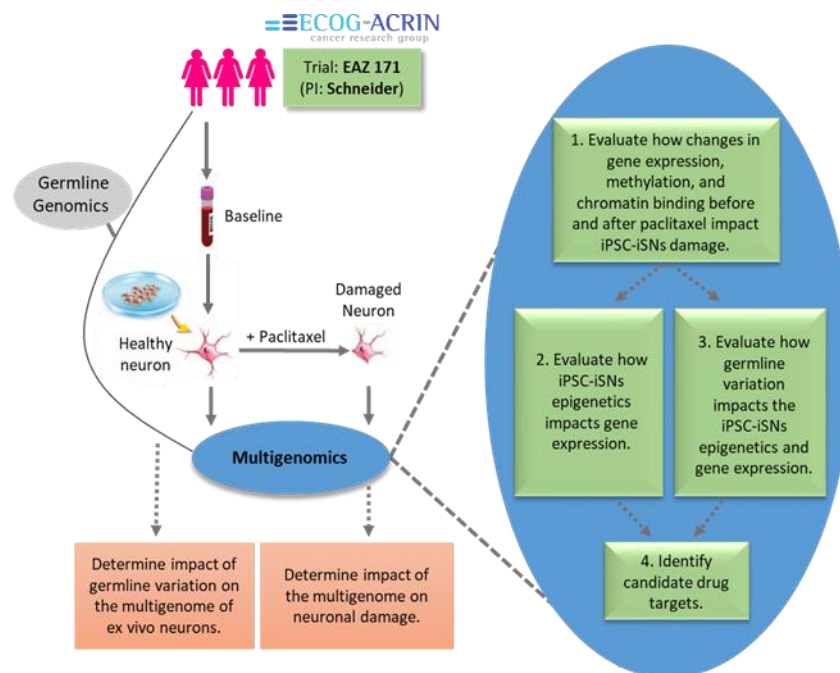 ECOG-ACRIN
cancer research group
Trial: EAZ 171
(PI: Schneider)
Germline
Genomics
Baseline
Healthy
neuron
+ Paclitaxel
Damaged
Neuron
Multigenomics
Determine impact of
germline variation on
the multigenome of
ex vivo neurons.
Determine impact of
the multigenome on
neuronal damage.
1. Evaluate how changes in
gene expression,
methylation, and
chromatin binding before
and after paclitaxel impact
iPSC-iSNs damage.
2. Evaluate how
iPSC-iSNs
epigenetics
impacts gene
expression.
3. Evaluate how
germline
variation
impacts the
iPSC-iSNs
epigenetics and
gene expression.
4. Identify
candidate drug
targets.